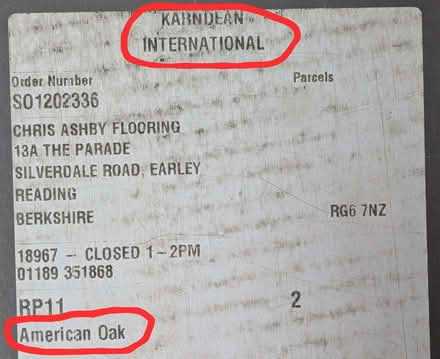 KARNDEAN
INTERNATIONAL
Order Number Parcels
SO1202336
CHRIS ASHBY FLOORING
13A THE PARADE
SILVERDALE ROAD, EARLEY
READING
BERKSHIRE RG6 7NZ
18967 - CLOSED 1-2PM
01189 351868
RP11 2
American Oak